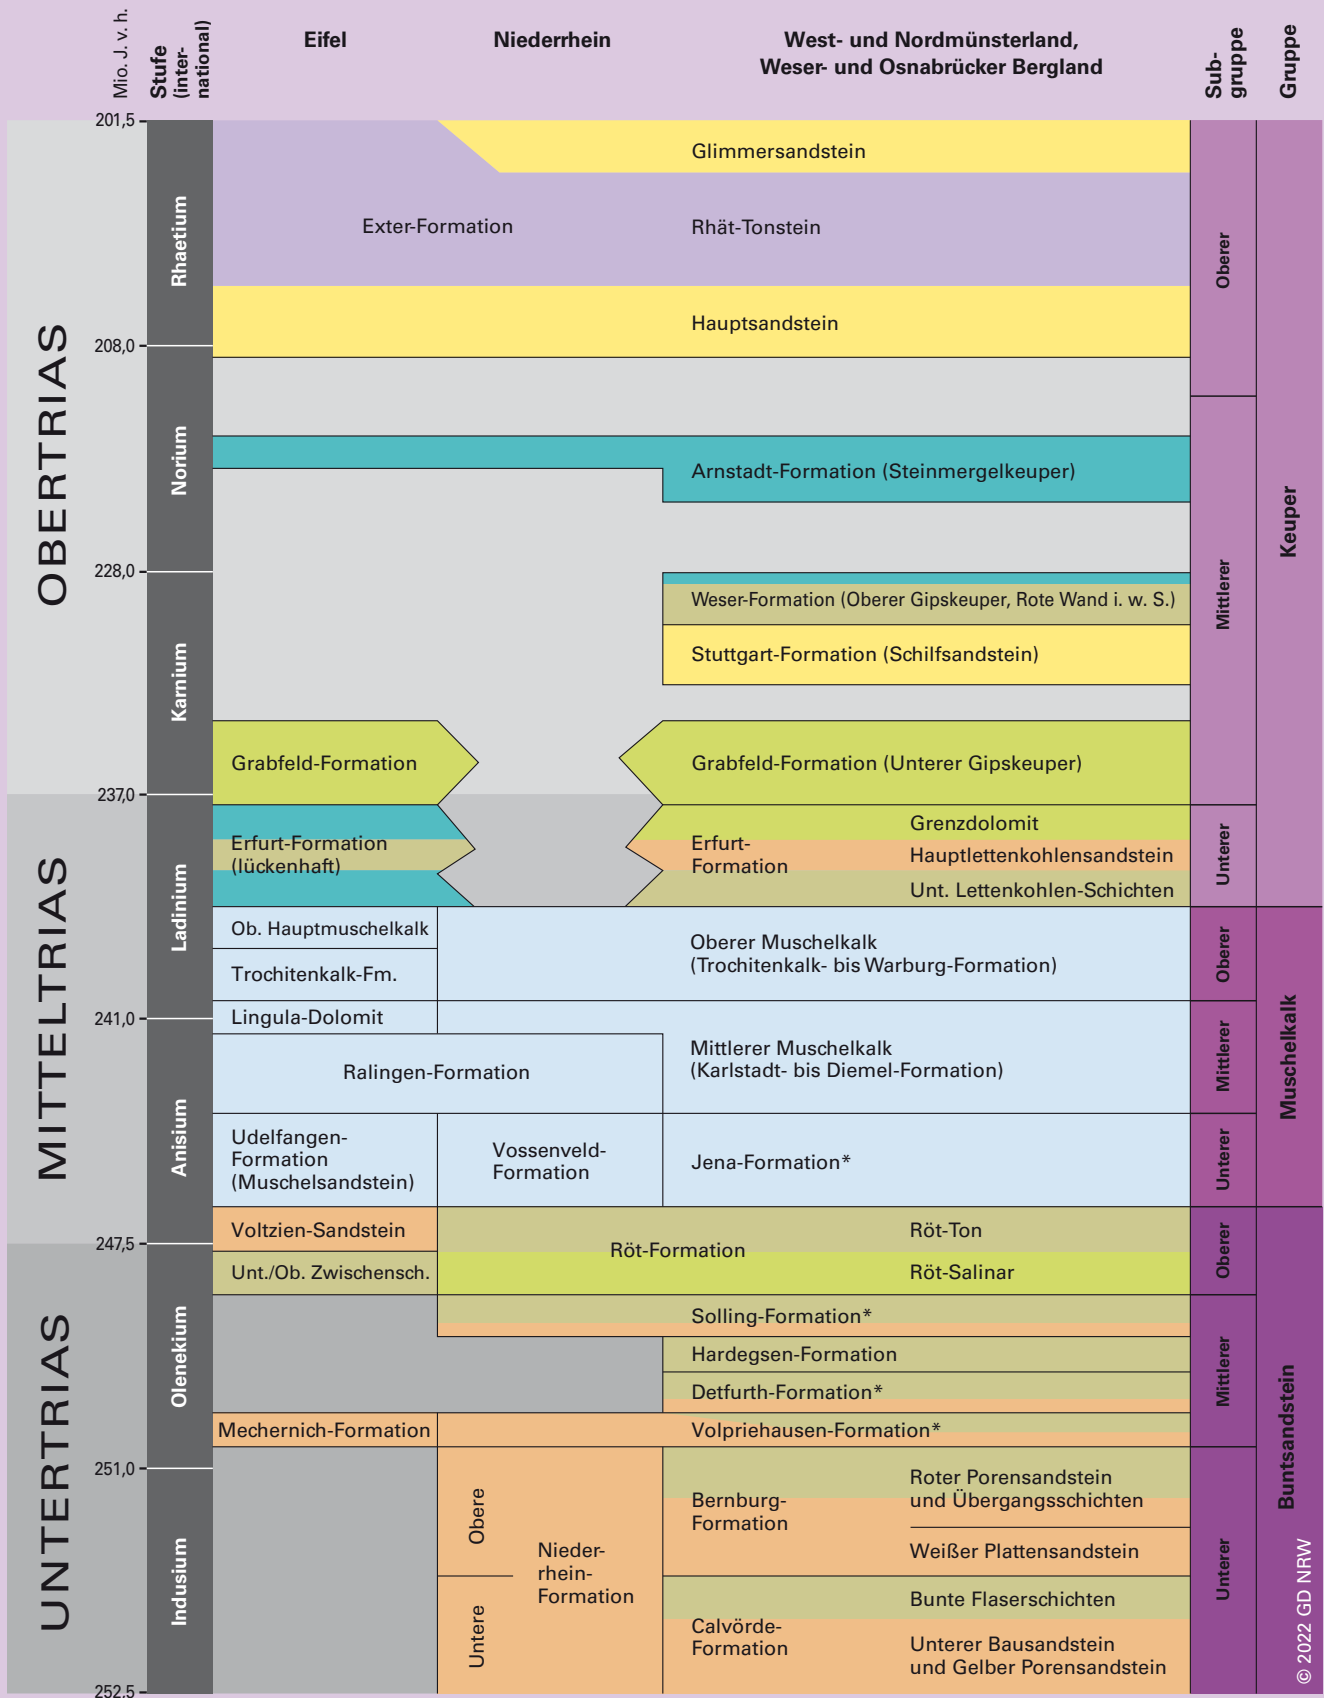 Mio. J. v. h.
Stufe
(inter-
national)
Eifel
Niederrhein
West- und Nordmünsterland,
Weser- und Osnabrücker Bergland
Sub-
gruppe
Gruppe
201,5
208,0
228,0
237,0
241,0
247,5
251,0
252,5
OBERTRIAS
MITTELTRIAS
UNTERTRIAS
Rhaetium
Norium
Karnium
Ladinium
Anisium
Olenekium
Indusium
Glimmersandstein
Exter-Formation
Rhät-Tonstein
Hauptsandstein
Arnstadt-Formation (Steinmergelkeuper)
Weser-Formation (Oberer Gipskeuper, Rote Wand i. w. S.)
Stuttgart-Formation (Schilfsandstein)
Grabfeld-Formation
Grabfeld-Formation (Unterer Gipskeuper)
Erfurt-Formation
(lückenhaft)
Erfurt-
Formation
Grenzdolomit
Hauptlettenkohlensandstein
Unt. Lettenkohlen-Schichten
Ob. Hauptmuschelkalk
Trochitenkalk-Fm.
Oberer Muschelkalk
(Trochitenkalk- bis Warburg-Formation)
Lingula-Dolomit
Ralingen-Formation
Mittlerer Muschelkalk
(Karlstadt- bis Diemel-Formation)
Udelfangen-
Formation
(Muschelsandstein)
Vossenveld-
Formation
Jena-Formation*
Voltzien-Sandstein
Unt./Ob. Zwischensch.
Röt-Formation
Röt-Ton
Röt-Salinar
Solling-Formation*
Hardegsen-Formation
Detfurth-Formation*
Mechernich-Formation
Volpriehausen-Formation*
Obere
Untere
Nieder-
rhein-
Formation
Bernburg-
Formation
Roter Porensandstein
und Übergangsschichten
Weißer Plattensandstein
Calvörde-
Formation
Bunte Flaserschichten
Unterer Bausandstein
und Gelber Porensandstein
Oberer
Mittlerer
Unterer
Oberer
Mittlerer
Unterer
Oberer
Mittlerer
Unterer
Keuper
Muschelkalk
Buntsandstein
© 2022 GD NRW